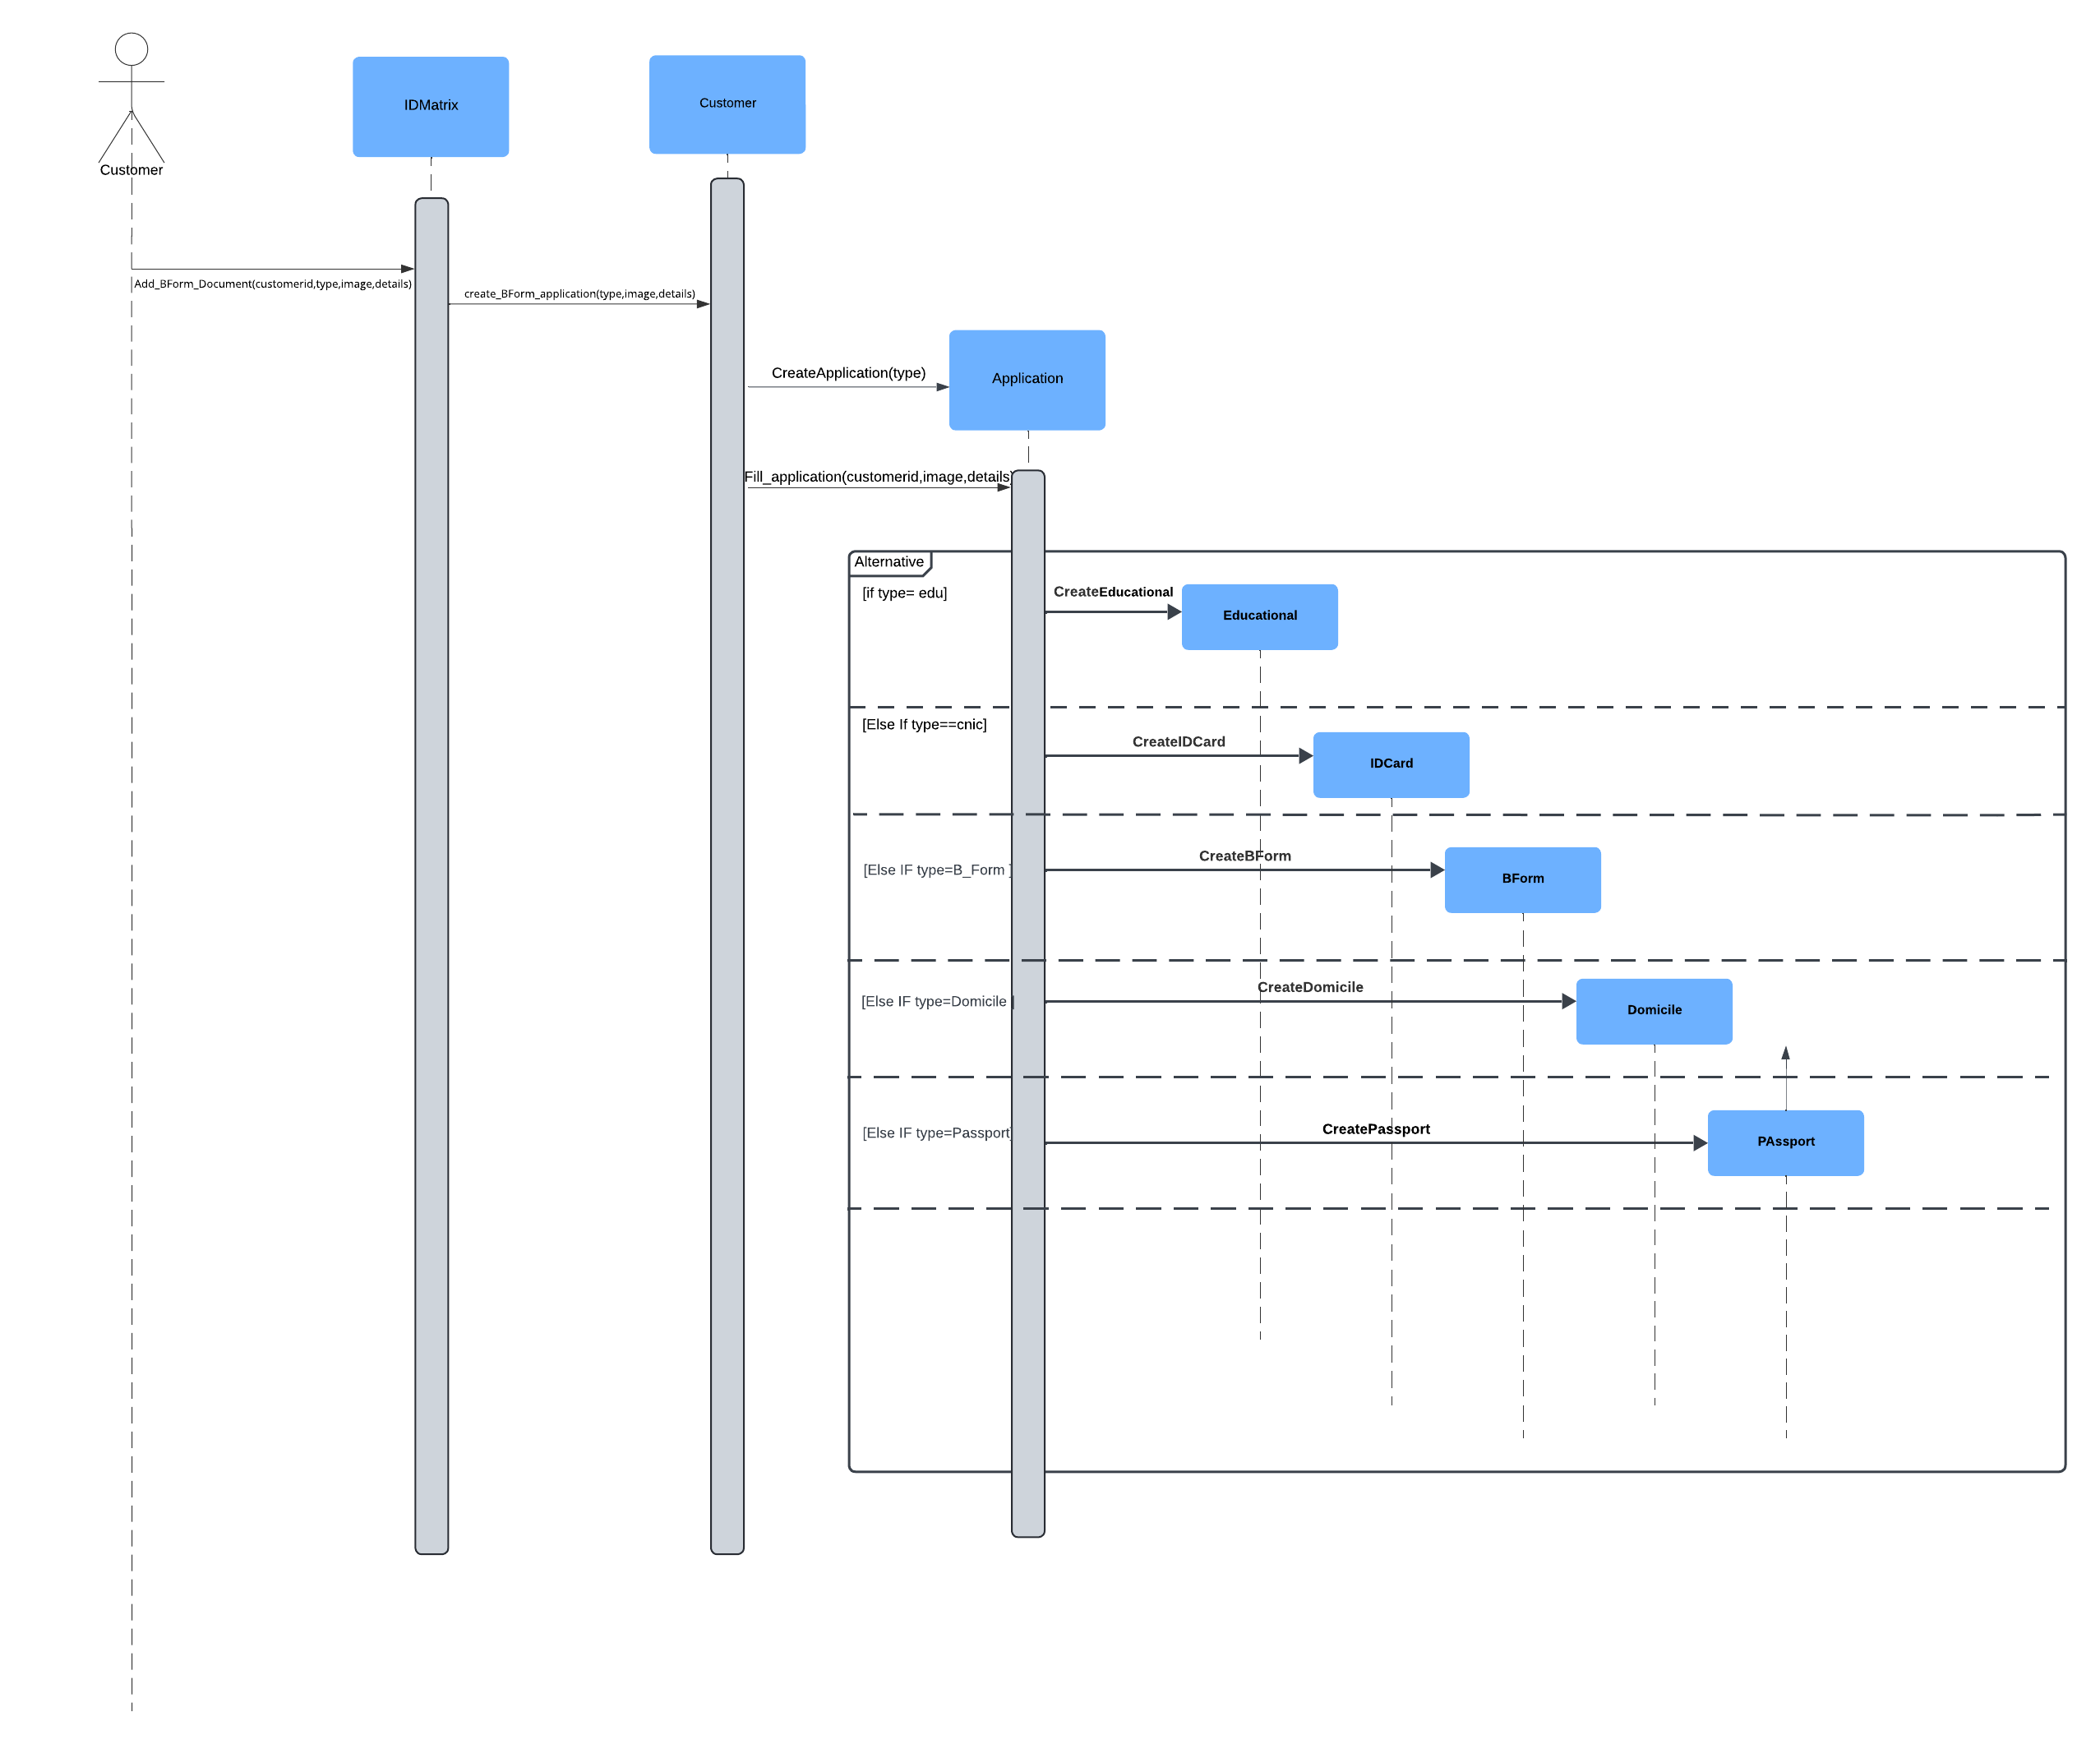 Customer
IDMatrix
Customer
Add_BForm_Document(customerid,type,image,details)
create_BForm_application(type,image,details)
CreateApplication(type)
Application
Fill_application(customerid,image,details)
Alternative
[if type= edu]
CreateEducational
Educational
[Else If type==cnic]
CreateIDCard
IDCard
[Else IF type=B_Form ]
CreateBForm
BForm
[Else IF type=Domicile ]
CreateDomicile
Domicile
[Else IF type=Passport]
CreatePassport
PAssport